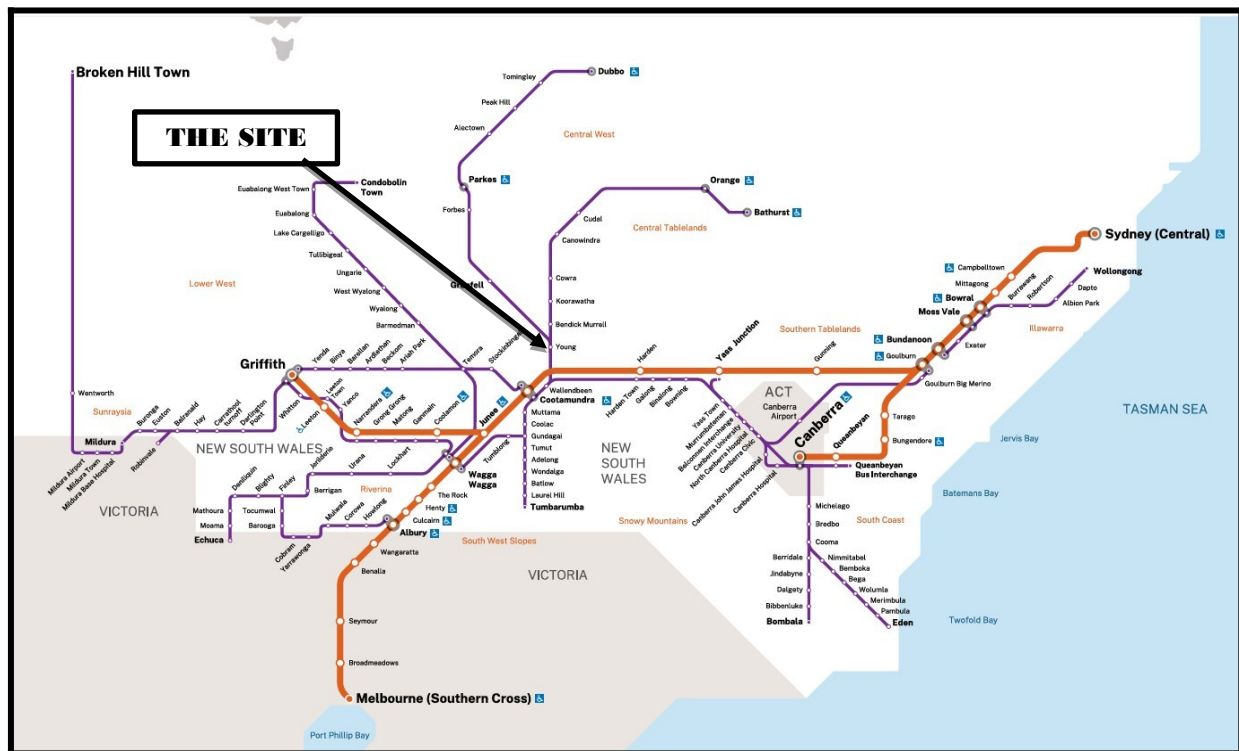 Broken Hill Town
THE SITE
Dubbo
Tomingley
Peak Hill
Alectown
Central West
Parkes
Forbes
Condobolin
Town
Euabalong West Town
Euabalong
Lake Cargelligo
Tullibigeal
Ungarie
West Wyalong
Wyalong
Barmedman
Lower West
Orange
Bathurst
Cudal
Central Tablelands
Canowindra
Cowra
Koorawatha
Bendick Murrell
Young
Sydney (Central)
Campbelltown
Mittagong
Bowral
Moss Vale
Burrawang
Robertson
Wollongong
Dapto
Albion Park
Illawarra
Exeter
Bundanoon
Goulburn
Goulburn Big Merino
Southern Tablelands
Gunning
Yass Junction
Harden
Griffith
Yenda
Binya
Barellan
Ardlethan
Beckom
Ariah Park
Temora
Stockinbingal
Wallendbeen
Cootamundra
Harden Town
Galong
Binalong
Bowning
Wentworth
Sunraysia
Mildura
Mildura Airport
Mildura Town
Mildura Base Hospital
Buronga
Euston
Robinvale
Balranald
Hay
Carrathool
turnoff
Darlington
Point
Whitton
Leeton
Leeton
Town
Yanco
Narrandera
Grong Grong
Matong
Ganmain
Coolamon
Junee
NEW SOUTH WALES
Muttama
Coolac
Gundagai
Tumut
Adelong
Wondalga
Batlow
Laurel Hill
Tumbarumba
Tumblong
NEW
SOUTH
WALES
Yass Town
Murrumbateman
Belconnen Interchange
Canberra University
North Canberra Hospital
Canberra Civic
Canberra John James Hospital
Canberra Hospital
ACT
Canberra
Airport
Canberra
Queanbeyan
Tarago
Bungendore
Queanbeyan
Bus Interchange
TASMAN SEA
Jervis Bay
Batemans Bay
South Coast
Snowy Mountains
Michelago
Bredbo
Cooma
Berridale
Jindabyne
Dalgety
Bibbenluke
Bombala
Nimmitabel
Bemboka
Bega
Wolumla
Merimbula
Pambula
Eden
Twofold Bay
Wagga
Wagga
The Rock
Henty
Culcairn
Albury
Riverina
Lockhart
Urana
Jerilderie
Deniliquin
Blighty
Finley
Berrigan
Mathoura
Moama
Echuca
Tocumwal
Barooga
Cobram
Yarrawonga
Mulwala
Corowa
Howlong
VICTORIA
South West Slopes
Wangaratta
Benalla
VICTORIA
Seymour
Broadmeadows
Melbourne (Southern Cross)
Port Phillip Bay